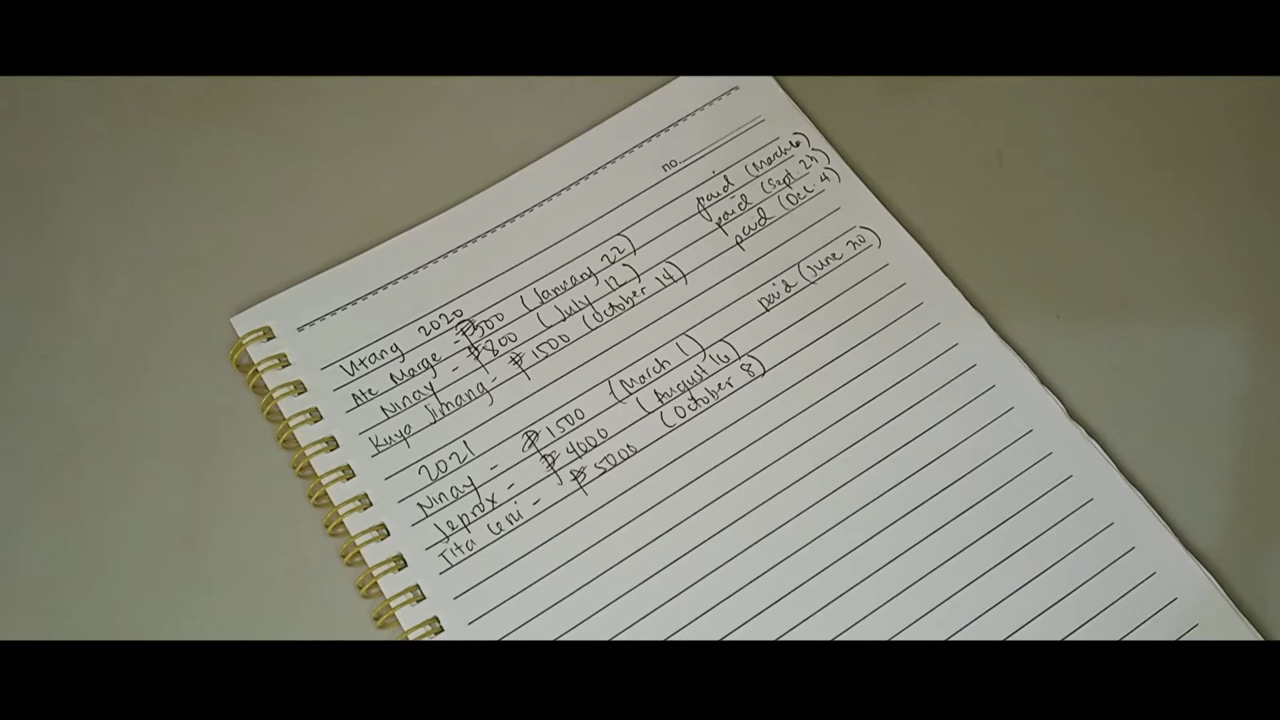 no.
Utang 2020
Ate Marge - ₱500 (January 22) paid (March 6)
Ninay - ₱800 (July 12) paid (Sept. 24)
Kuya Jimang - ₱1500 (October 14) paid (Dec. 4)
2021
Ninay - ₱1500 (March 1) paid (June 20)
Jeprox - ₱4000 (August 16)
Tita Leni - ₱5000 (October 8)